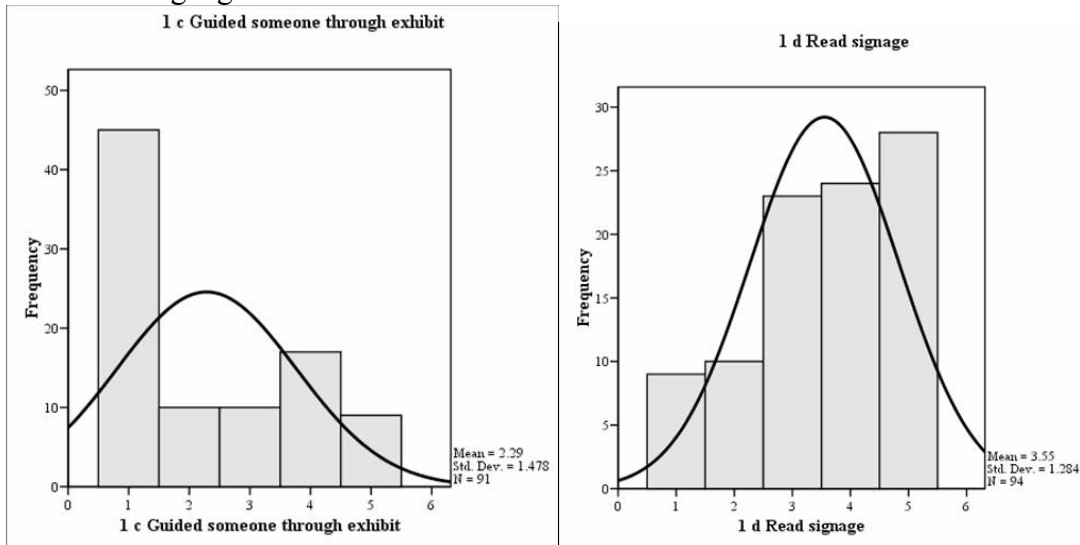 1 c Guided someone through exhibit
50
40
30
20
10
0
Frequency
0 1 2 3 4 5 6
1 c Guided someone through exhibit
Mean = 2.29
Std. Dev. = 1.478
N = 91
1 d Read signage
30
25
20
15
10
5
0
Frequency
0 1 2 3 4 5 6
1 d Read signage
Mean = 3.55
Std. Dev. = 1.284
N = 94